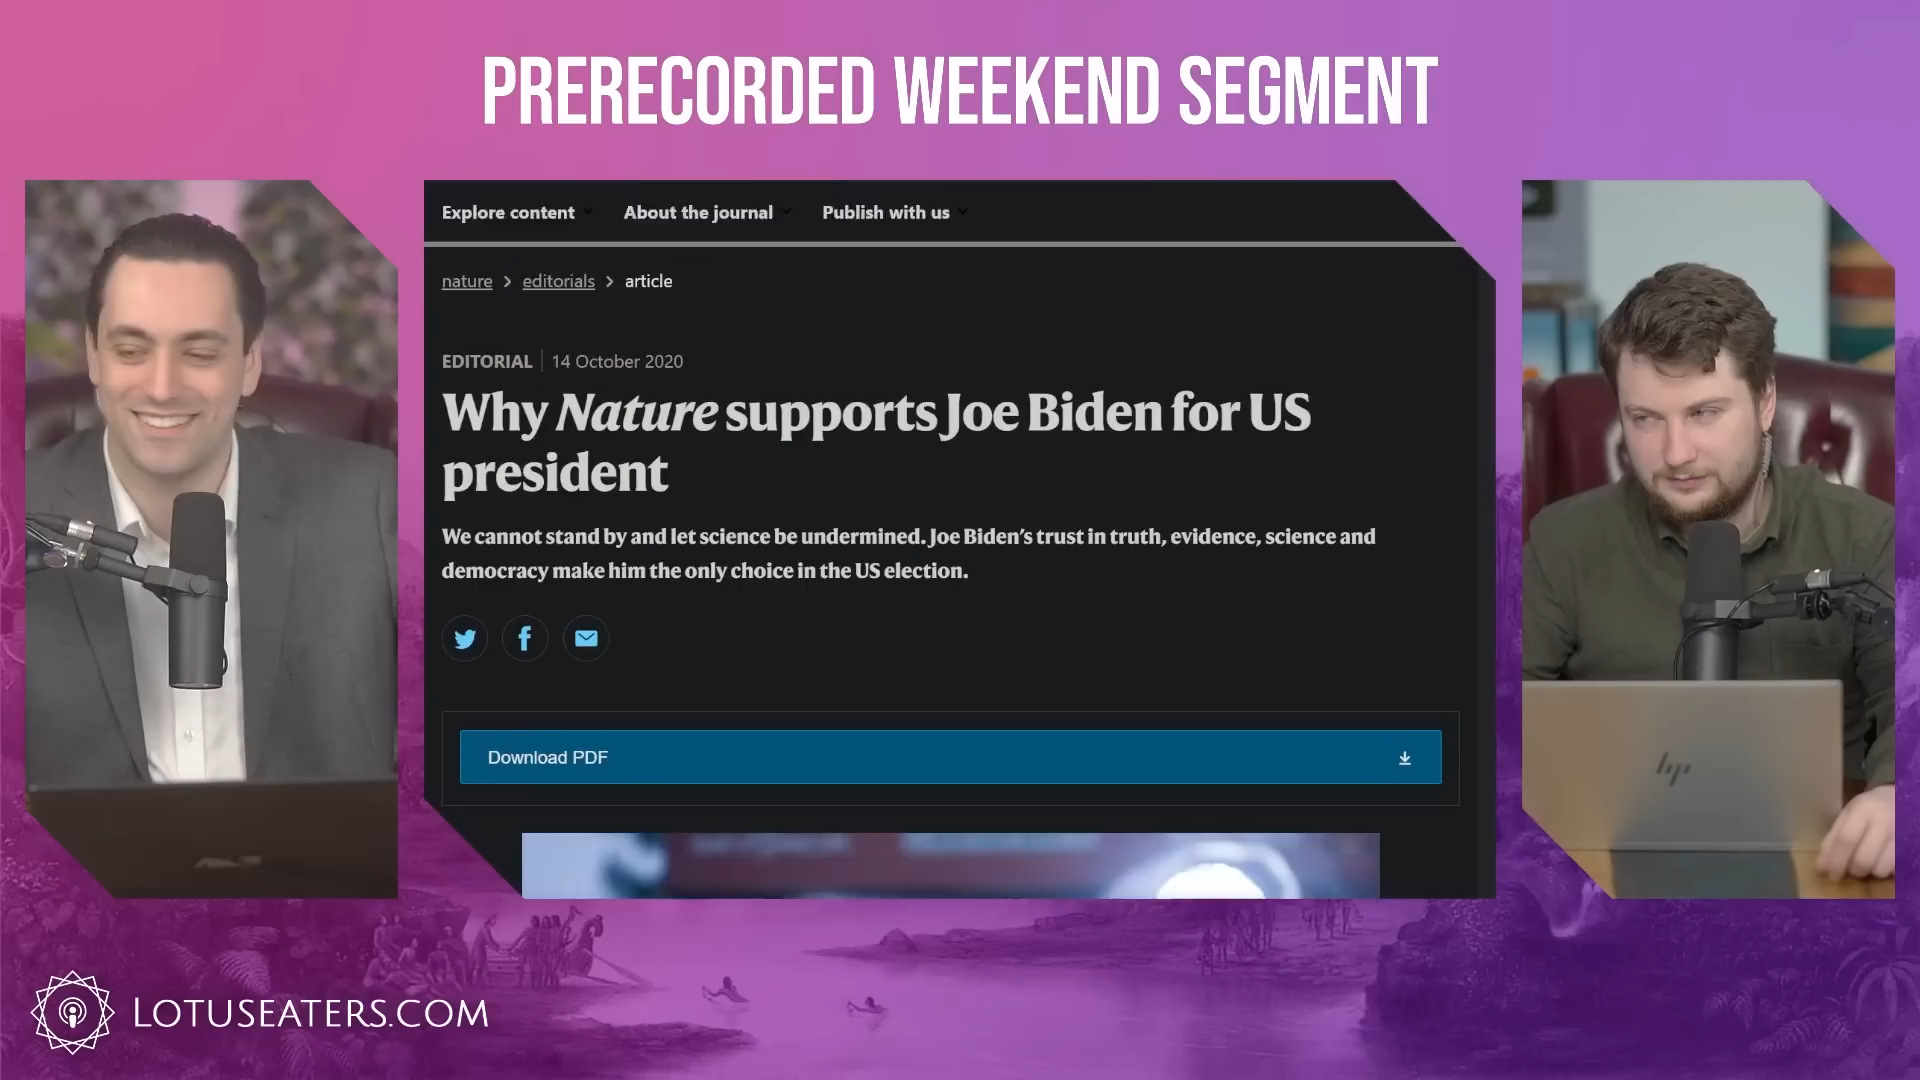 PRERECORDED WEEKEND SEGMENT
Explore content
About the journal
Publish with us
nature > editorials > article
EDITORIAL | 14 October 2020
Why Nature supports Joe Biden for US
president
We cannot stand by and let science be undermined. Joe Biden’s trust in truth, evidence, science and
democracy make him the only choice in the US election.
Download PDF
hp
LOTUSEATERS.COM